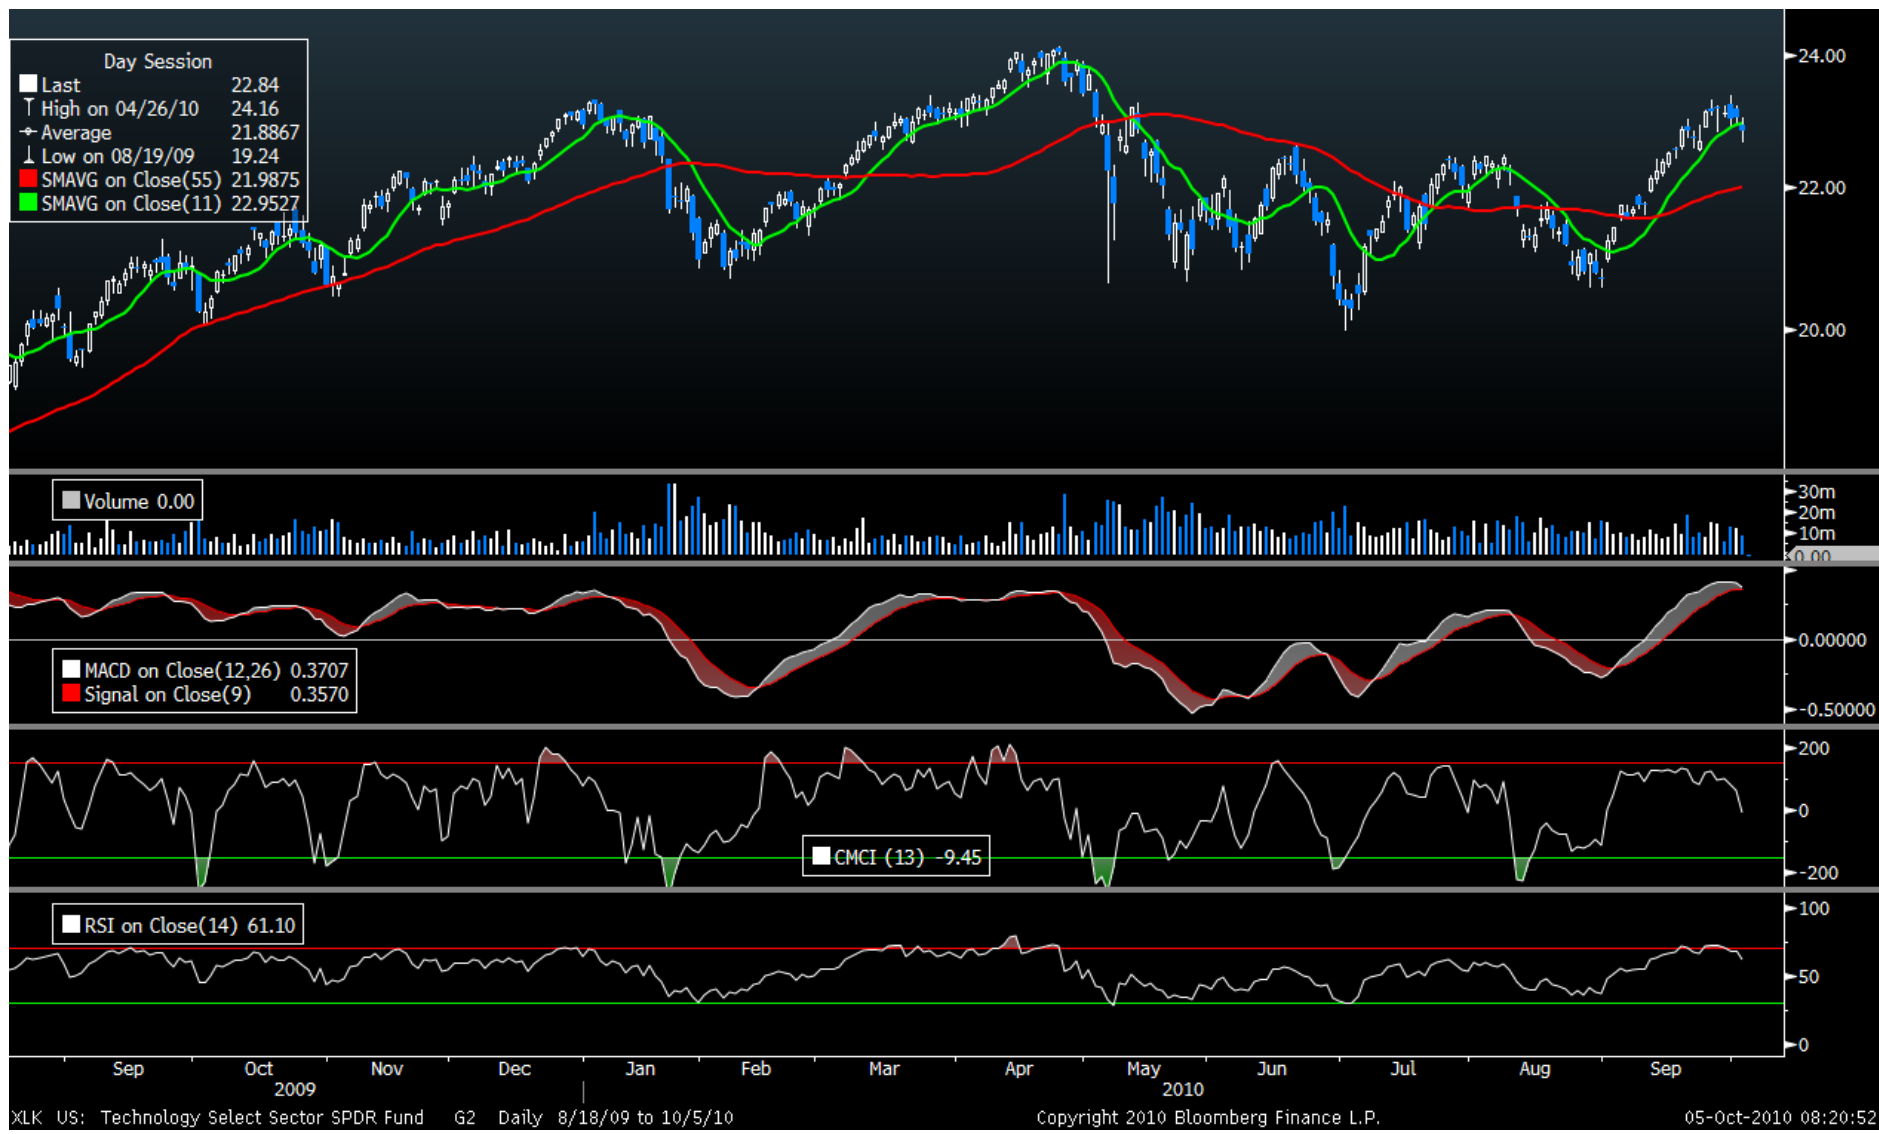 Day Session
Last 22.84
High on 04/26/10 24.16
Average 21.8867
Low on 08/19/09 19.24
SMAVG on Close(55) 21.9875
SMAVG on Close(11) 22.9527
24.00
22.00
20.00
Volume 0.00
30m
20m
10m
0.00
MACD on Close(12,26) 0.3707
Signal on Close(9) 0.3570
0.00000
-0.50000
200
0
-200
CMCI (13) -9.45
RSI on Close(14) 61.10
100
50
0
Sep Oct Nov Dec Jan Feb Mar Apr May Jun Jul Aug Sep
2009 2010
XLK US: Technology Select Sector SPDR Fund G2 Daily 8/18/09 to 10/5/10 Copyright 2010 Bloomberg Finance L.P. 05-Oct-2010 08:20:52